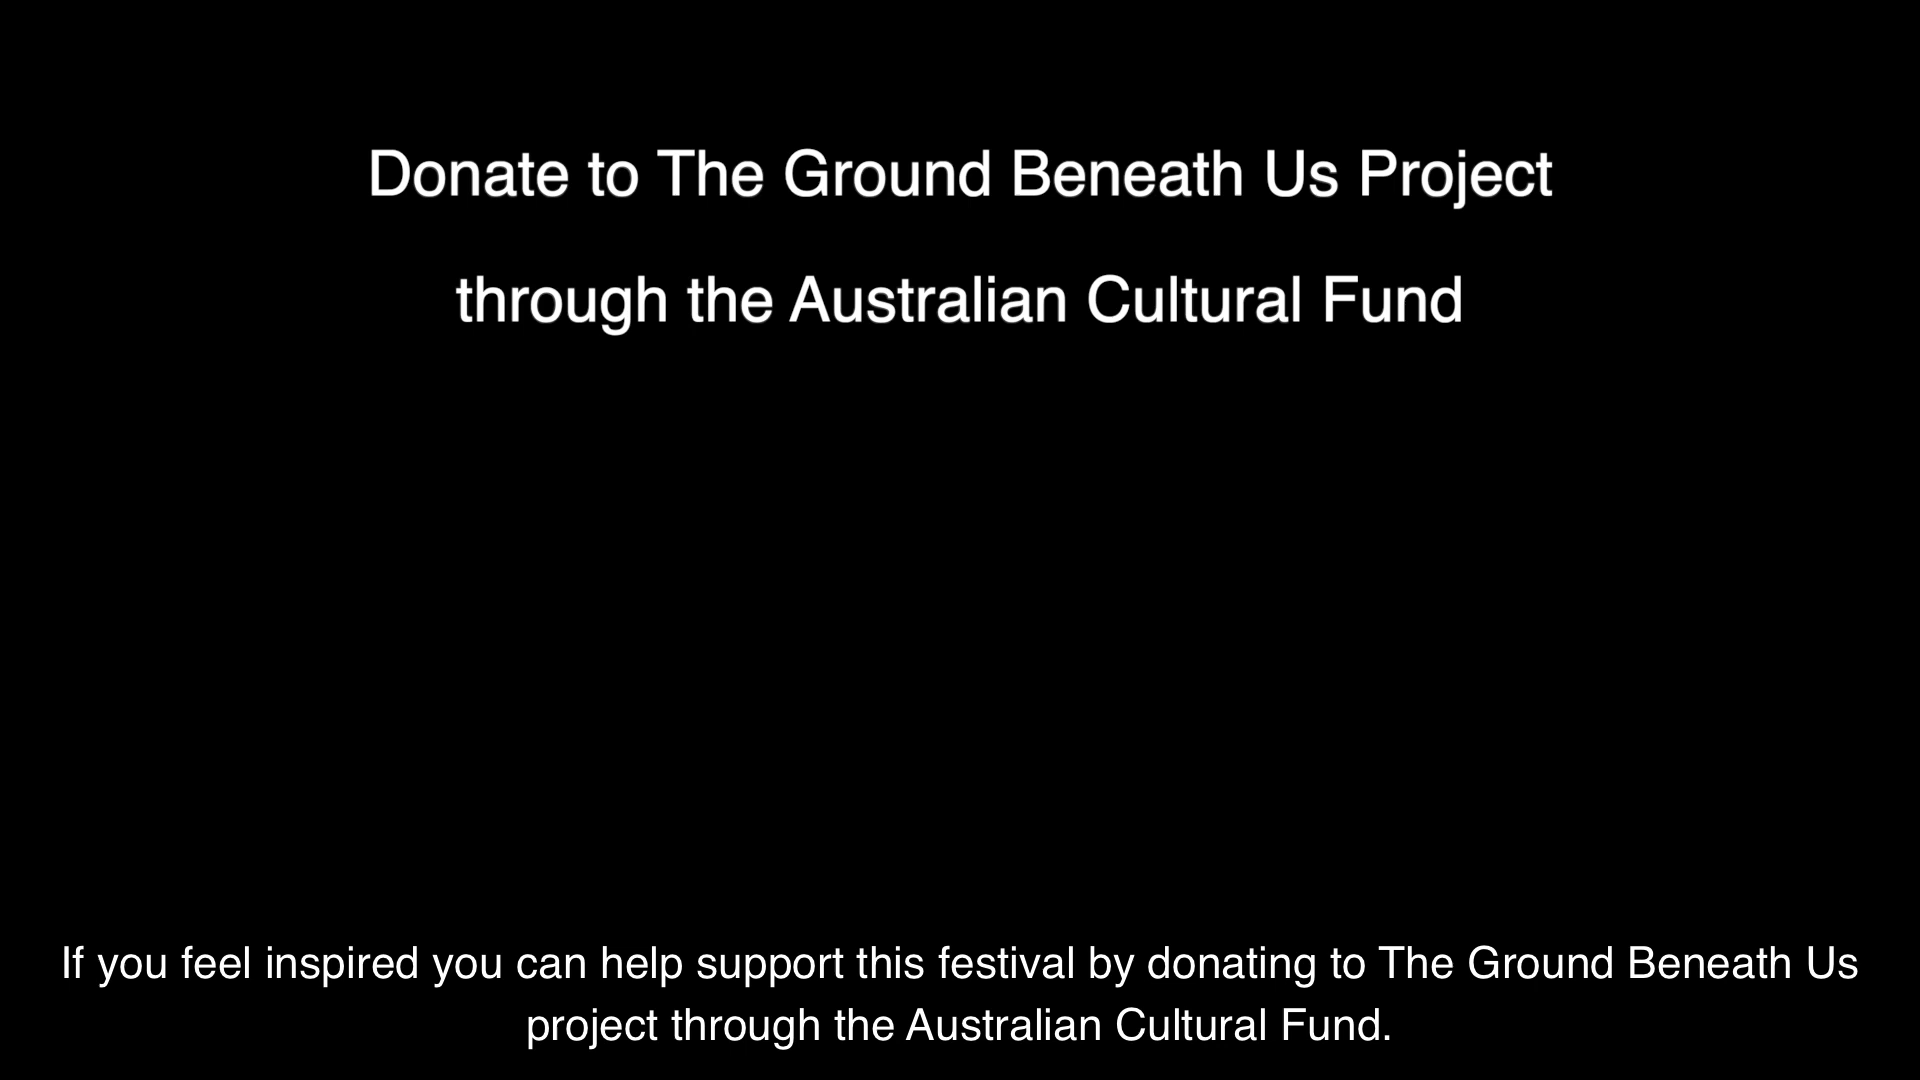 Donate to The Ground Beneath Us Project
through the Australian Cultural Fund
If you feel inspired you can help support this festival by donating to The Ground Beneath Us
project through the Australian Cultural Fund.